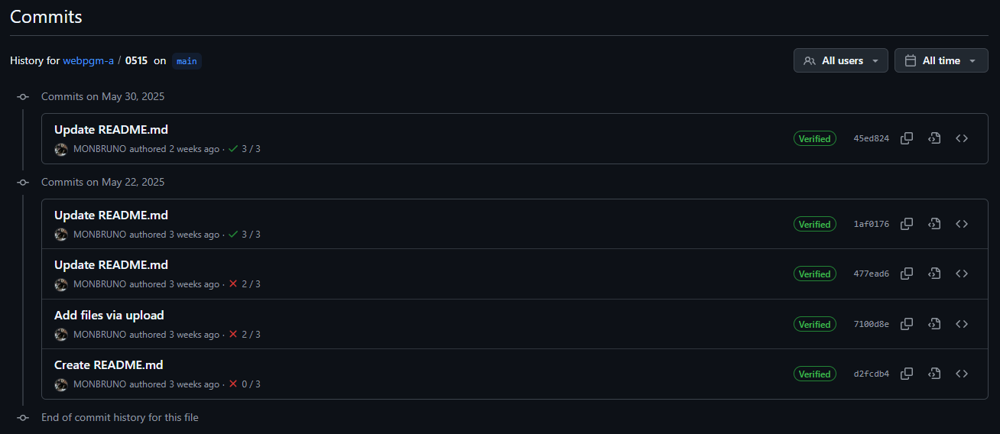 Commits
History for webpgm-a / 0515 on main
All users
All time
Commits on May 30, 2025
Update README.md
MONBRUNO authored 2 weeks ago · 3 / 3
Verified
45ed824
Commits on May 22, 2025
Update README.md
MONBRUNO authored 3 weeks ago · 3 / 3
Verified
1af0176
Update README.md
MONBRUNO authored 3 weeks ago · 2 / 3
Verified
477ead6
Add files via upload
MONBRUNO authored 3 weeks ago · 2 / 3
Verified
7100d8e
Create README.md
MONBRUNO authored 3 weeks ago · 0 / 3
Verified
d2fcdb4
End of commit history for this file